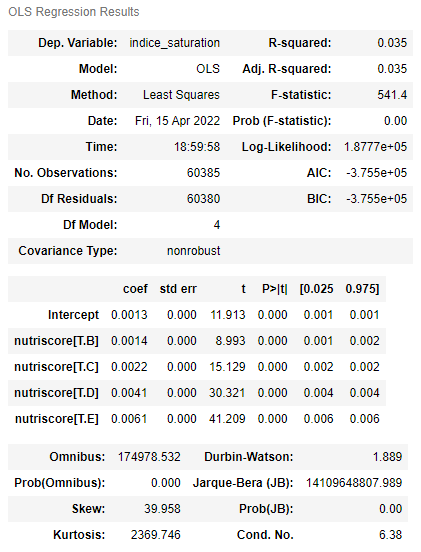 OLS Regression Results
Dep. Variable: indice_saturation R-squared: 0.035
Model: OLS Adj. R-squared: 0.035
Method: Least Squares F-statistic: 541.4
Date: Fri, 15 Apr 2022 Prob (F-statistic): 0.00
Time: 18:59:58 Log-Likelihood: 1.8777e+05
No. Observations: 60385 AIC: -3.755e+05
Df Residuals: 60380 BIC: -3.755e+05
Df Model: 4
Covariance Type: nonrobust
coef std err t P>|t| [0.025 0.975]
Intercept 0.0013 0.000 11.913 0.000 0.001 0.001
nutriscore[T.B] 0.0014 0.000 8.993 0.000 0.001 0.002
nutriscore[T.C] 0.0022 0.000 15.129 0.000 0.002 0.002
nutriscore[T.D] 0.0041 0.000 30.321 0.000 0.004 0.004
nutriscore[T.E] 0.0061 0.000 41.209 0.000 0.006 0.006
Omnibus: 174978.532 Durbin-Watson: 1.889
Prob(Omnibus): 0.000 Jarque-Bera (JB): 14109648807.989
Skew: 39.958 Prob(JB): 0.00
Kurtosis: 2369.746 Cond. No. 6.38